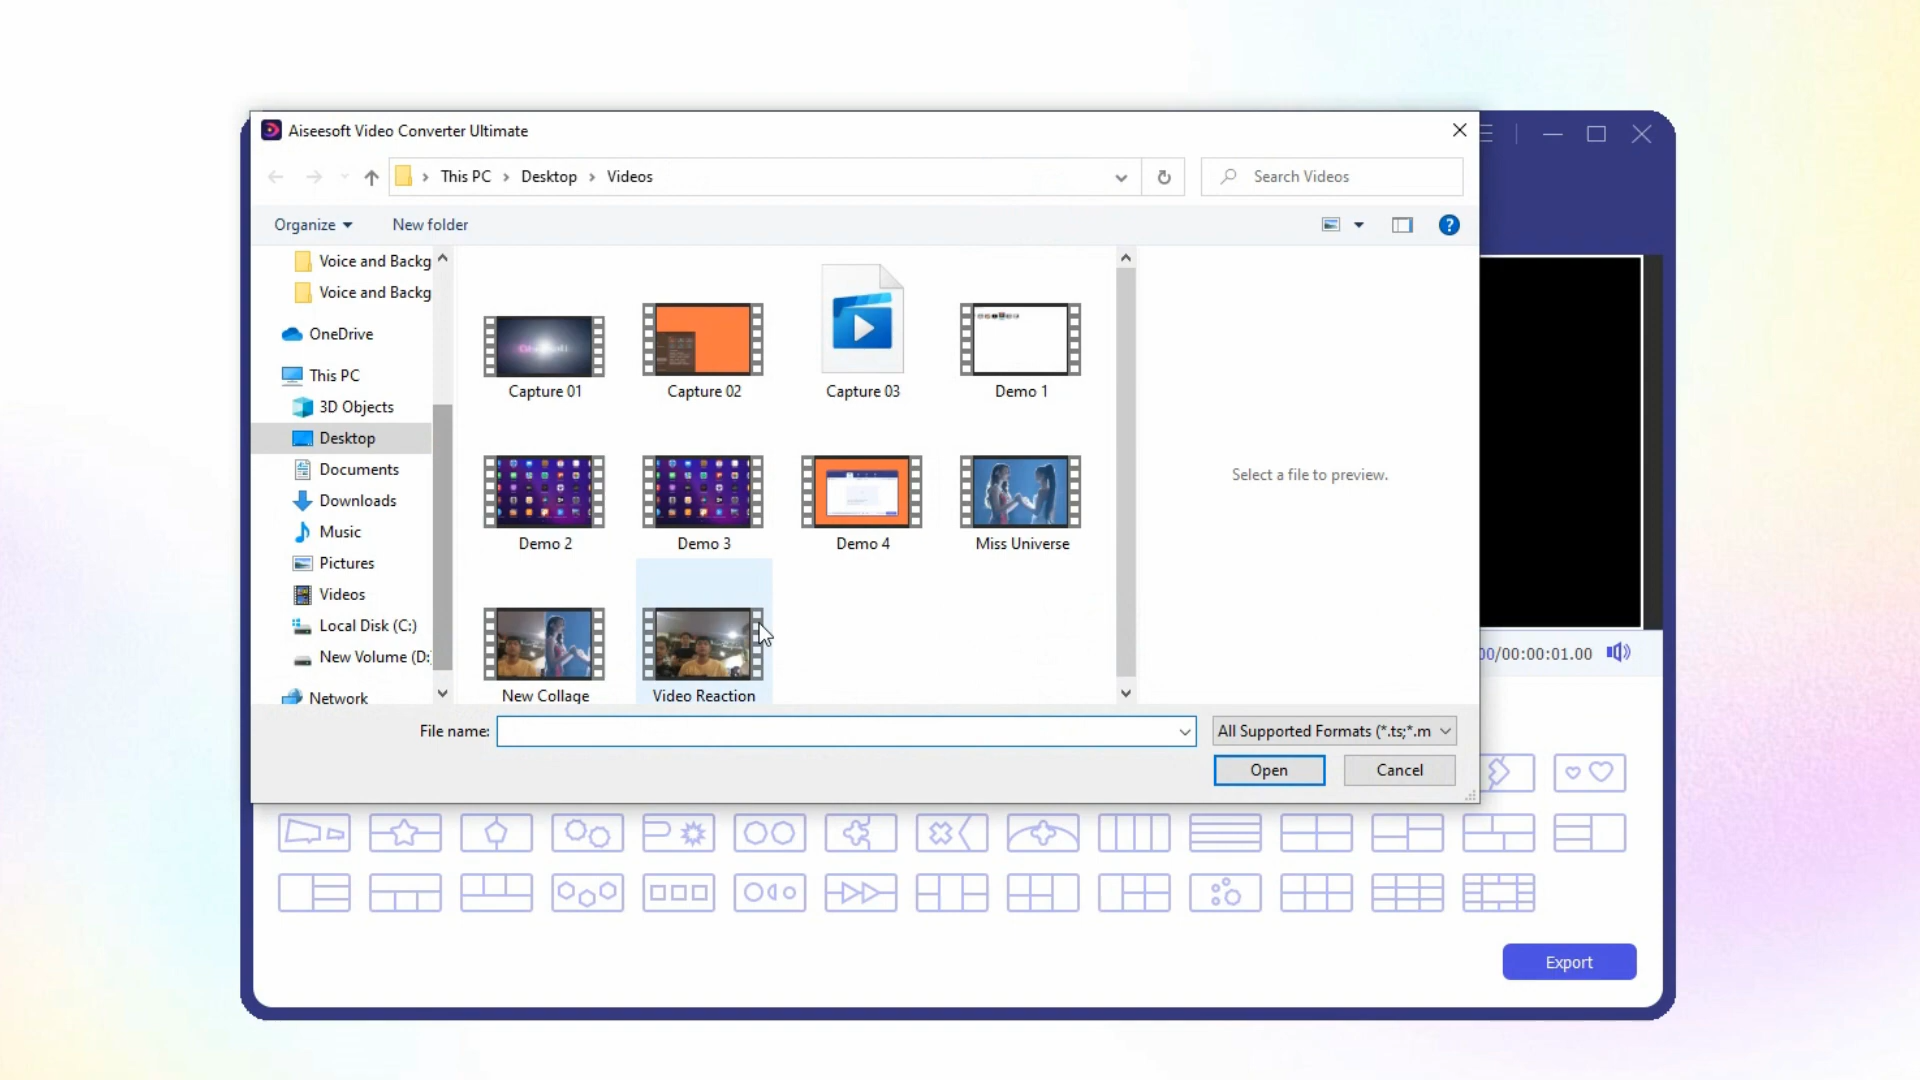 Aiseesoft Video Converter Ultimate
This PC > Desktop > Videos
Search Videos
Organize
New folder
Voice and Backg
Voice and Backg
OneDrive
This PC
3D Objects
Desktop
Documents
Downloads
Music
Pictures
Videos
Local Disk (C:)
New Volume (D:
Network
Capture 01
Capture 02
Capture 03
Demo 1
Demo 2
Demo 3
Demo 4
Miss Universe
New Collage
Video Reaction
Select a file to preview.
00/00:00:01.00
File name:
All Supported Formats (*.ts;*.m
Open
Cancel
Export